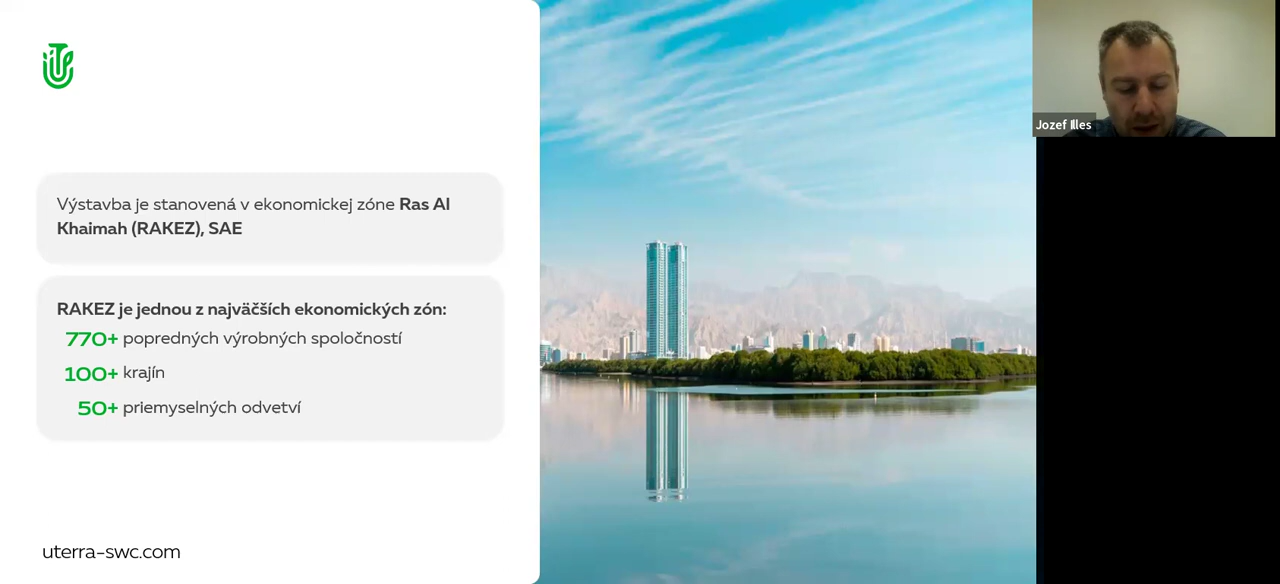 Výstavba je stanovená v ekonomickej zóne Ras Al
Khaimah (RAKEZ), SAE
RAKEZ je jednou z najväčších ekonomických zón:
770+ popredných výrobných spoločností
100+ krajín
50+ priemyselných odvetví
uterra-swc.com
Jozef Illes